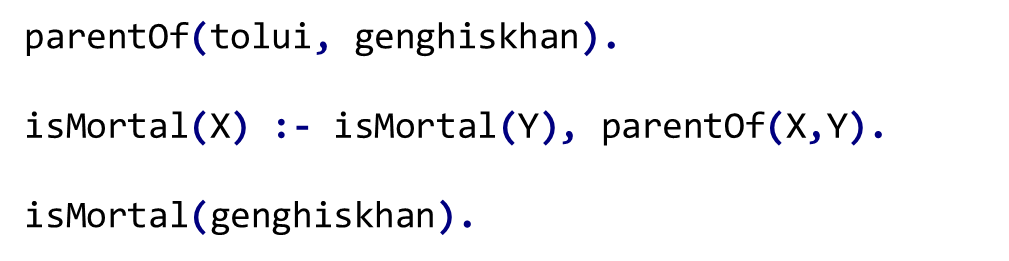 parentOf(tolui, genghiskhan).
isMortal(X) :- isMortal(Y), parentOf(X,Y).
isMortal(genghiskhan).